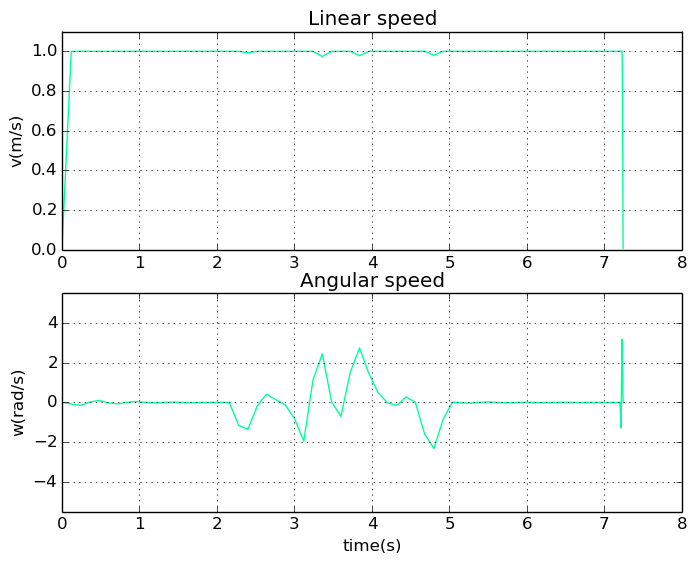 Linear speed
1.0
0.8
0.6
0.4
0.2
0.0
v(m/s)
0 1 2 3 4 5 6 7 8
Angular speed
4
2
0
−2
−4
w(rad/s)
0 1 2 3 4 5 6 7 8
time(s)